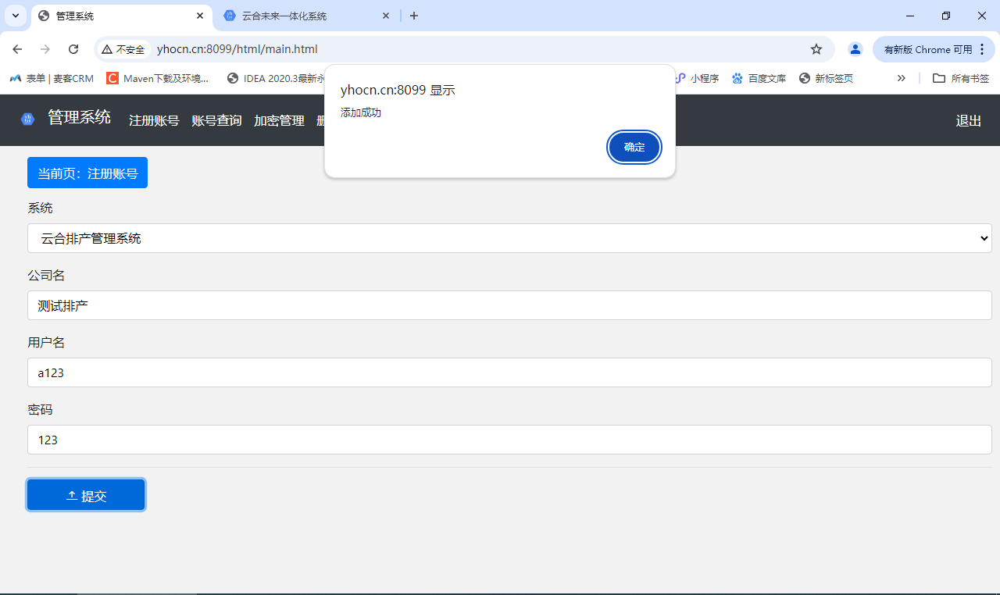 管理系统
云合未来一体化系统
不安全 yhocn.cn:8099/html/main.html
有新版 Chrome 可用
表单 | 麦客CRM
Maven下载及环境...
IDEA 2020.3最新永
小程序
百度文库
新标签页
所有书签
yhocn.cn:8099 显示
添加成功
确定
管理系统
注册账号
账号查询
加密管理
退出
当前页：注册账号
系统
云合排产管理系统
公司名
测试排产
用户名
a123
密码
123
提交